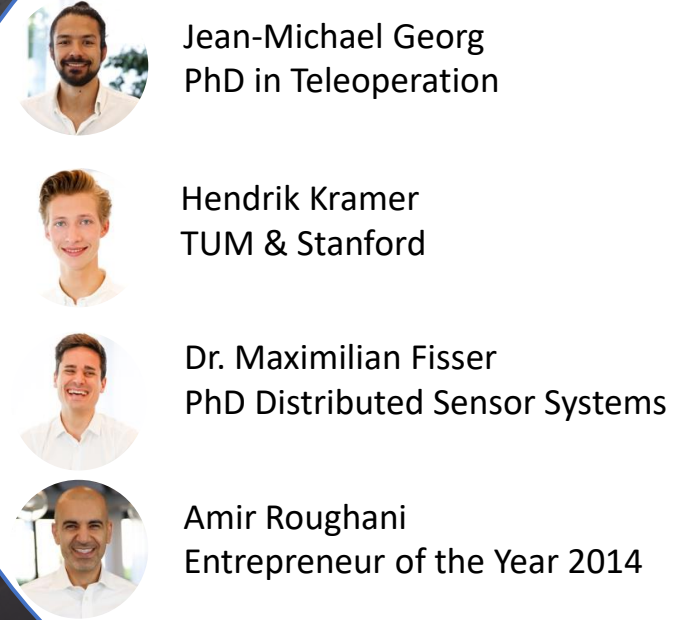 Jean-Michael Georg
PhD in Teleoperation
Hendrik Kramer
TUM & Stanford
Dr. Maximilian Fisser
PhD Distributed Sensor Systems
Amir Roughani
Entrepreneur of the Year 2014